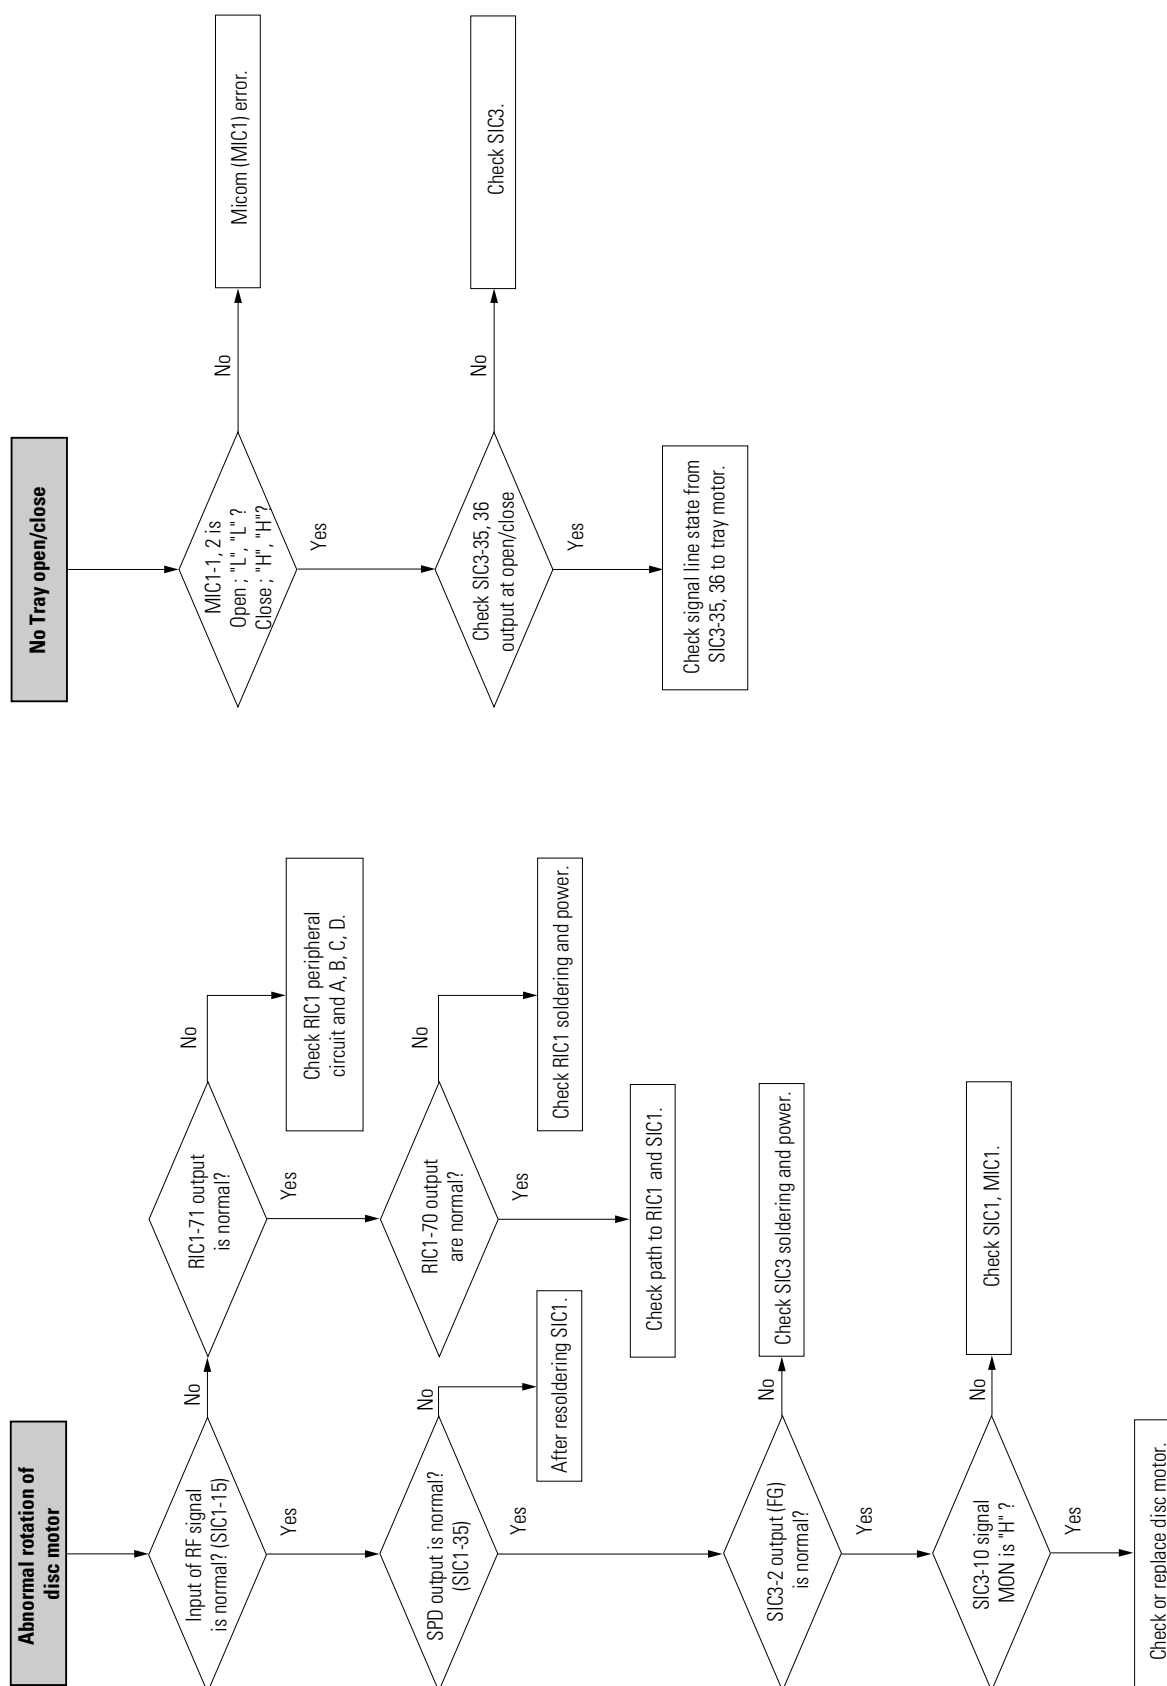 Abnormal rotation of
disc motor
Input of RF signal
is normal? (SIC1-15)
No
Yes
RIC1-71 output
is normal?
No
Yes
Check RIC1 peripheral
circuit and A, B, C, D.
SPD output is normal?
(SIC1-35)
No
Yes
After resoldering SIC1.
RIC1-70 output
are normal?
No
Yes
Check RIC1 soldering and power.
Check path to RIC1 and SIC1.
SIC3-2 output (FG)
is normal?
No
Yes
Check SIC3 soldering and power.
SIC3-10 signal
MON is "H" ?
No
Yes
Check SIC1, MIC1.
Check or replace disc motor.
No Tray open/close
MIC1-1, 2 is
Open ; "L", "L" ?
Close ; "H", "H"?
No
Yes
Micom (MIC1) error.
Check SIC3-35, 36
output at open/close
No
Yes
Check SIC3.
Check signal line state from
SIC3-35, 36 to tray motor.